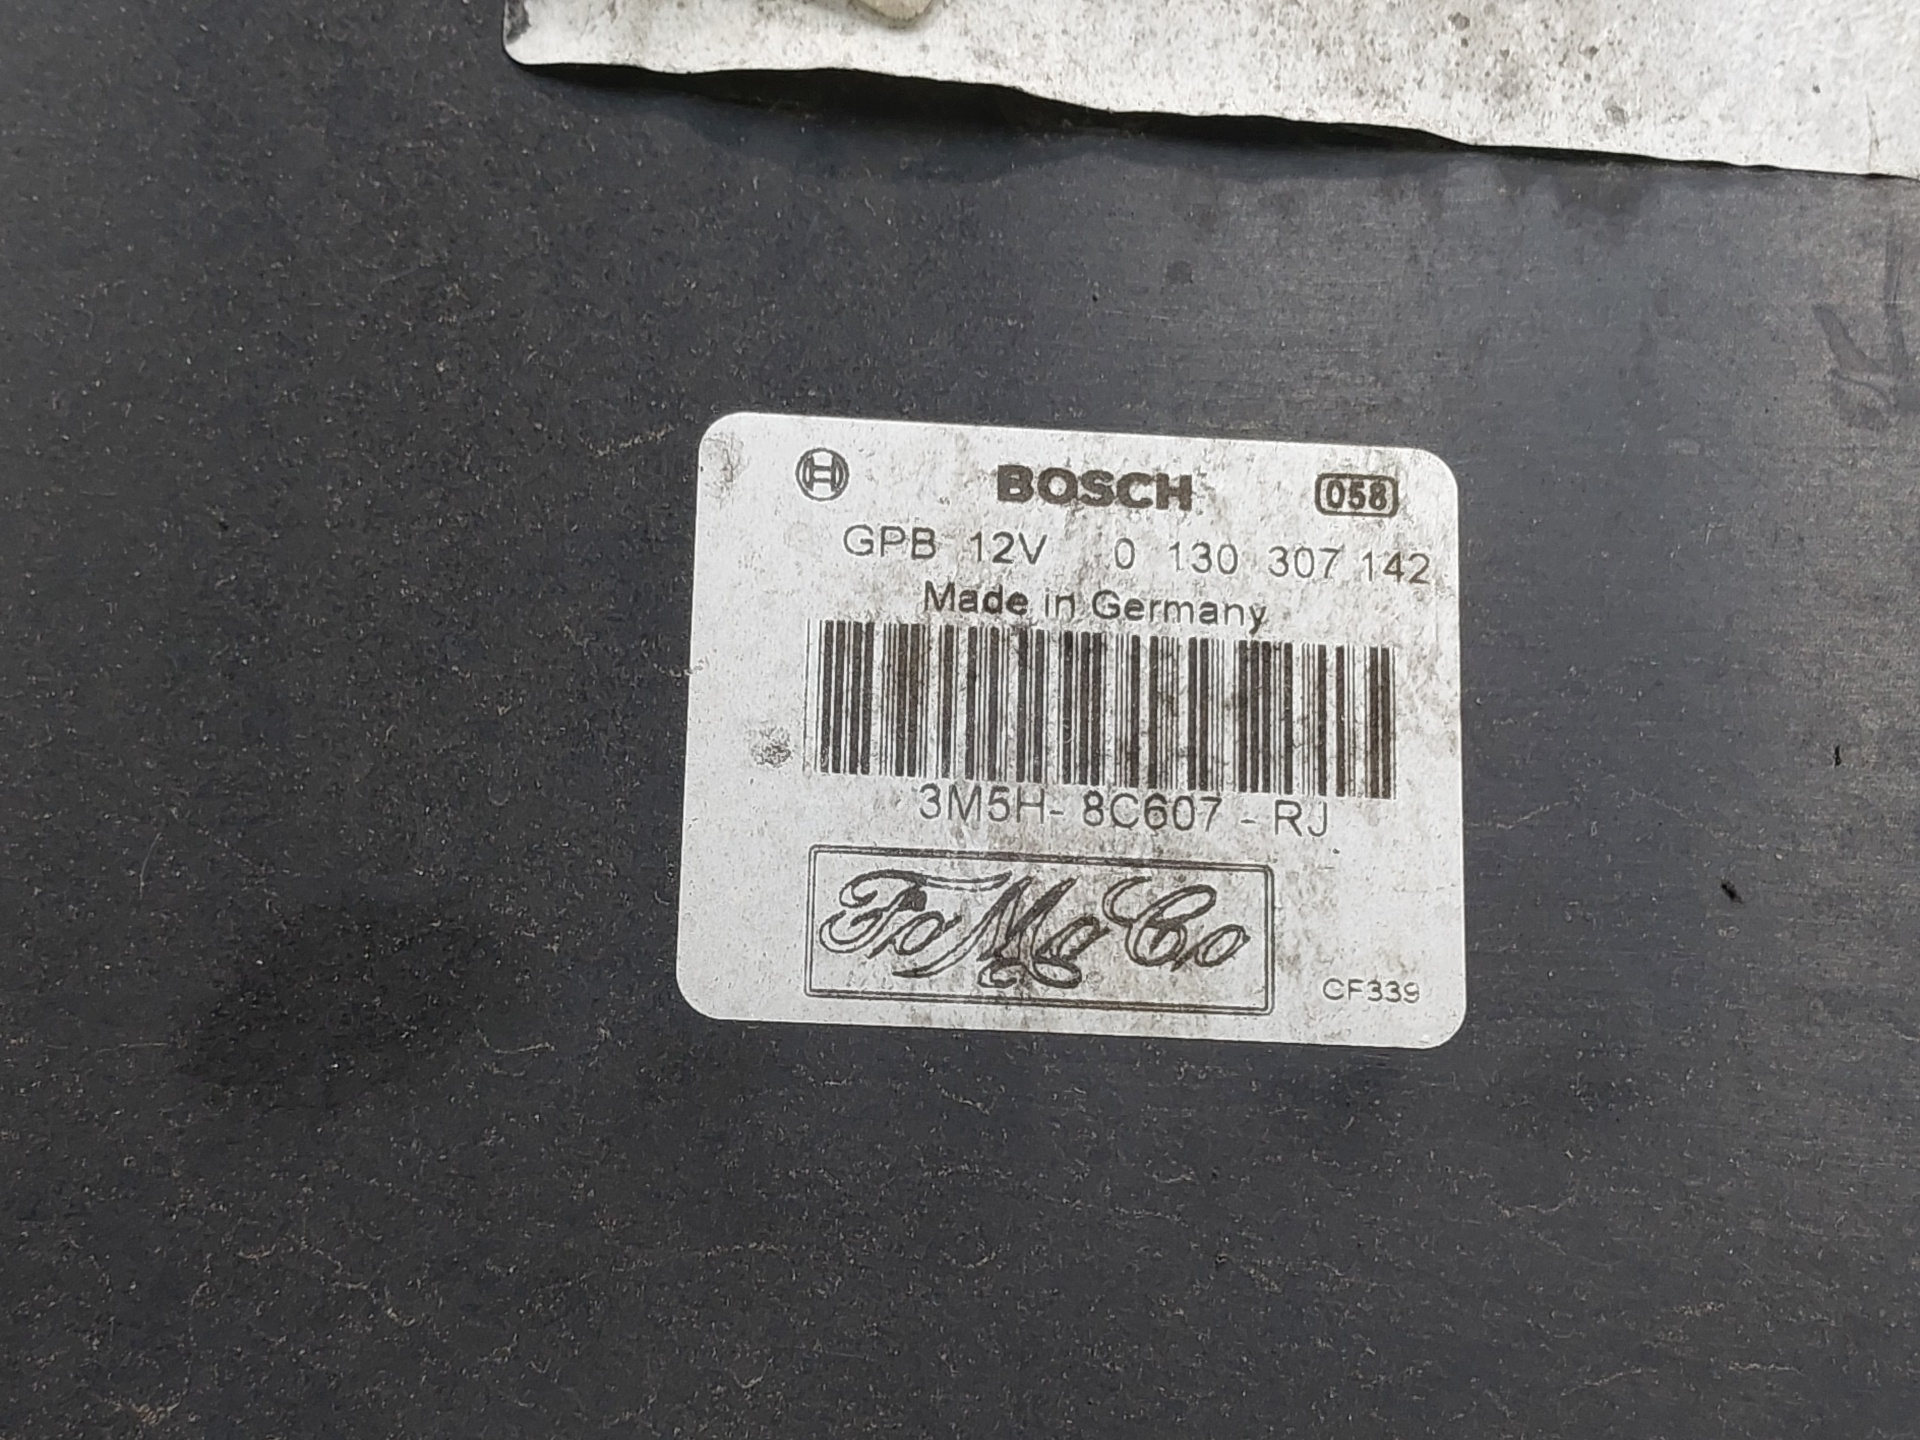 BOSCH 058
GPB 12V 0 130 307 142
Made in Germany
3M5H- 8C607 - RJ
FoMoCo
CF339